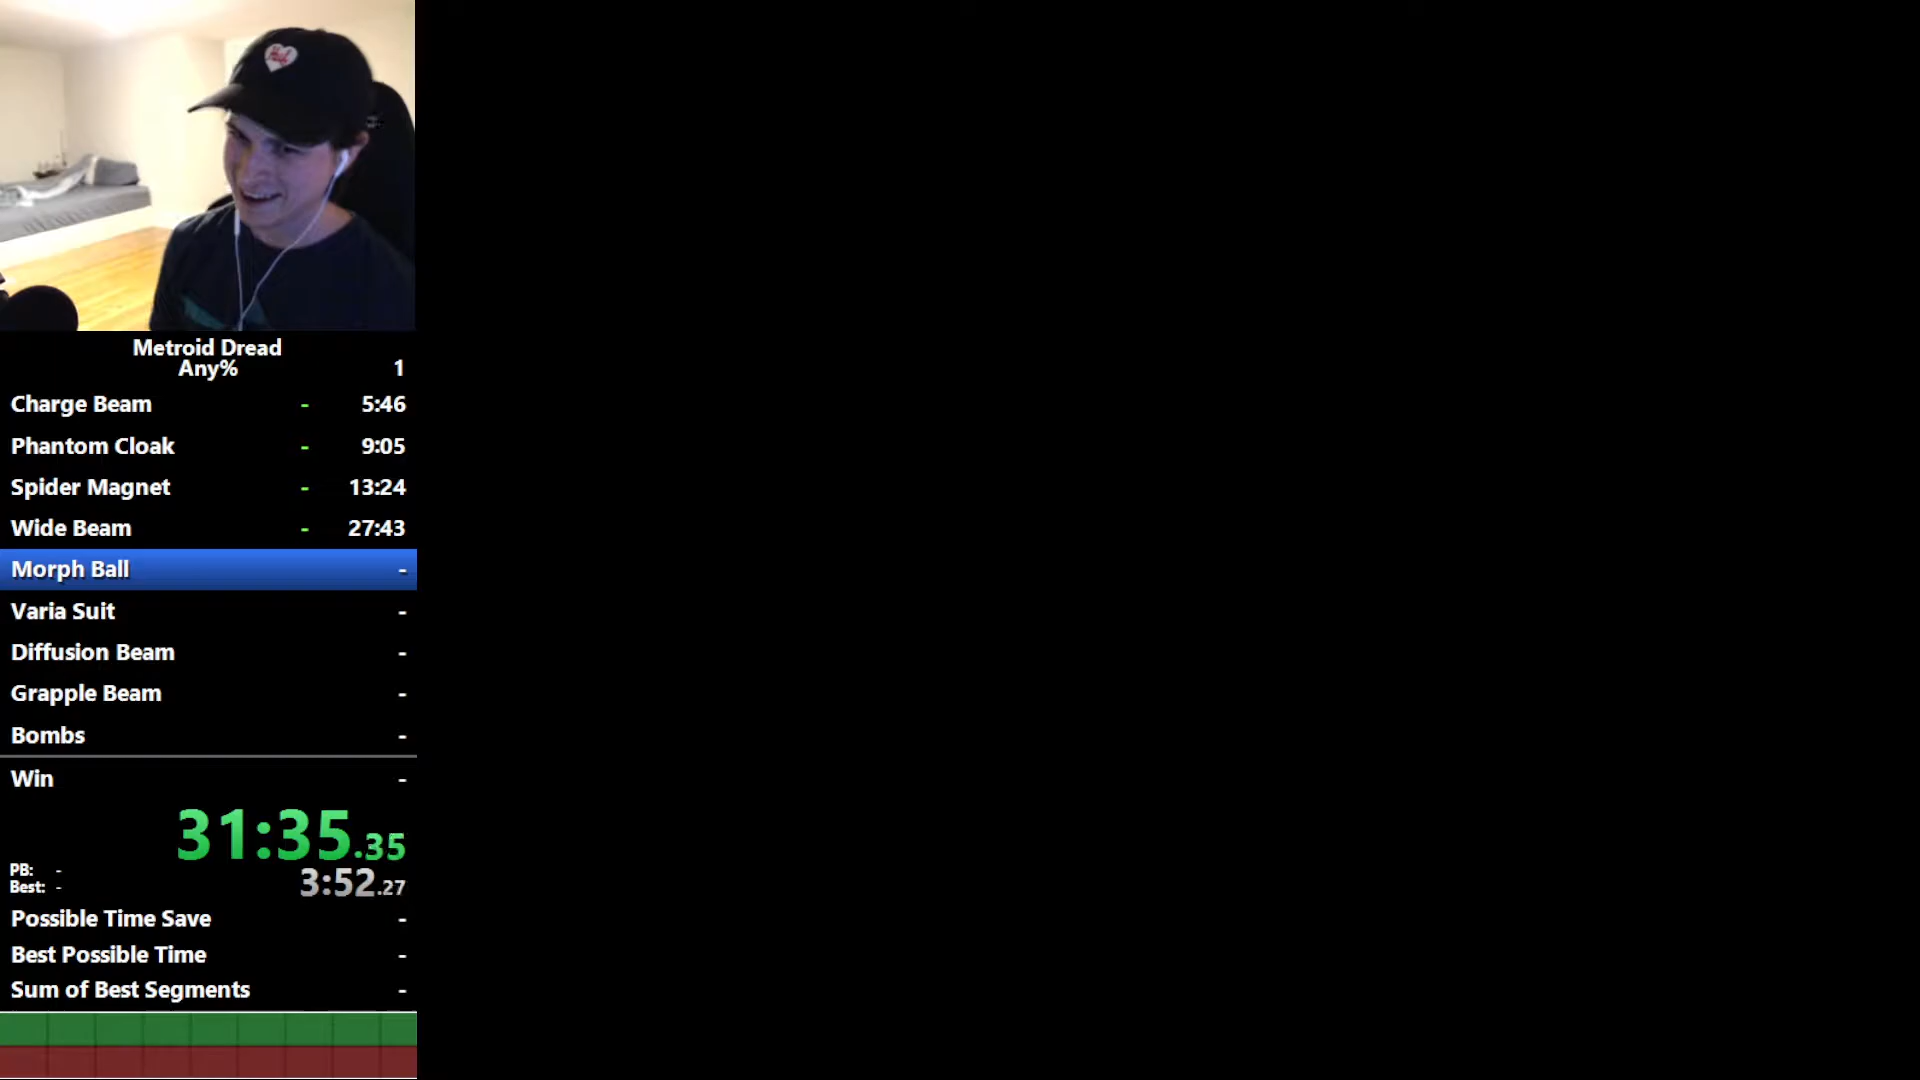 Metroid Dread
Any% 1
Charge Beam - 5:46
Phantom Cloak - 9:05
Spider Magnet - 13:24
Wide Beam - 27:43
Morph Ball -
Varia Suit -
Diffusion Beam -
Grapple Beam -
Bombs -
Win -
31:35.35
PB: -
Best: - 3:52.27
Possible Time Save -
Best Possible Time -
Sum of Best Segments -